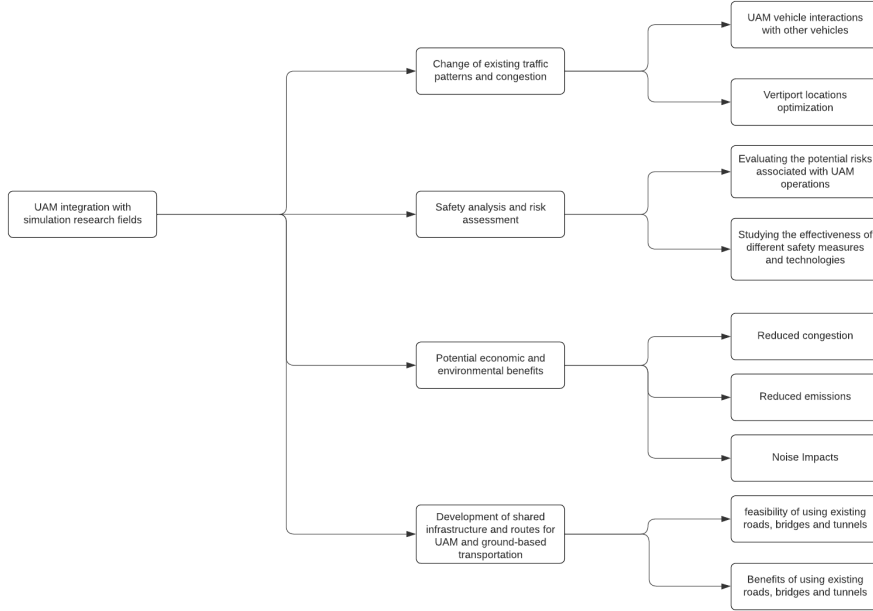 UAM integration with
simulation research fields
Change of existing traffic
patterns and congestion
UAM vehicle interactions
with other vehicles
Vertiport locations
optimization
Safety analysis and risk
assessment
Evaluating the potential risks
associated with UAM
operations
Studying the effectiveness of
different safety measures
and technologies
Potential economic and
environmental benefits
Reduced congestion
Reduced emissions
Noise Impacts
Development of shared
infrastructure and routes for
UAM and ground-based
transportation
feasibility of using existing
roads, bridges and tunnels
Benefits of using existing
roads, bridges and tunnels